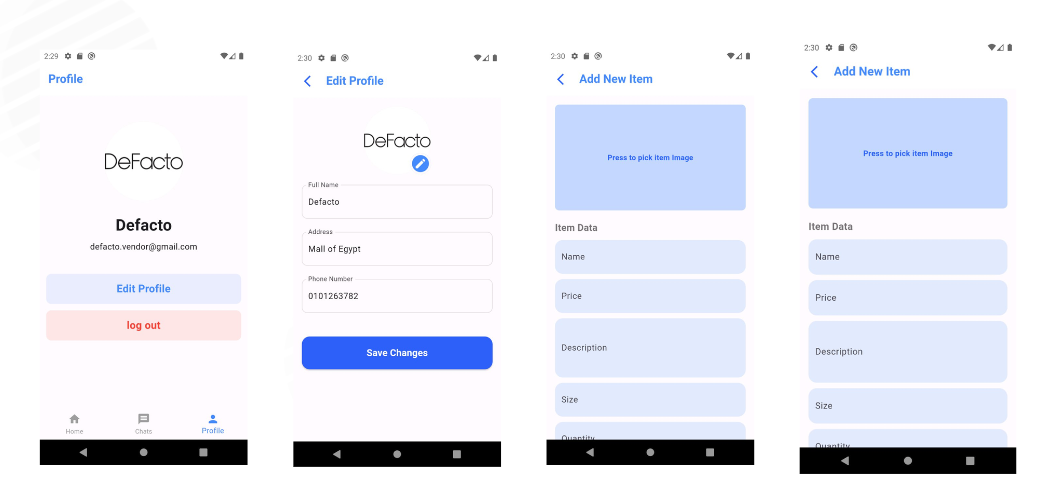 2:29
Profile
DeFacto
Defacto
defacto.vendor@gmail.com
Edit Profile
log out
Home
Chats
Profile
2:30
Edit Profile
DeFacto
Full Name
Defacto
Address
Mall of Egypt
Phone Number
0101263782
Save Changes
2:30
Add New Item
Press to pick item Image
Item Data
Name
Price
Description
Size
Quantity
2:30
Add New Item
Press to pick item Image
Item Data
Name
Price
Description
Size
Quantity